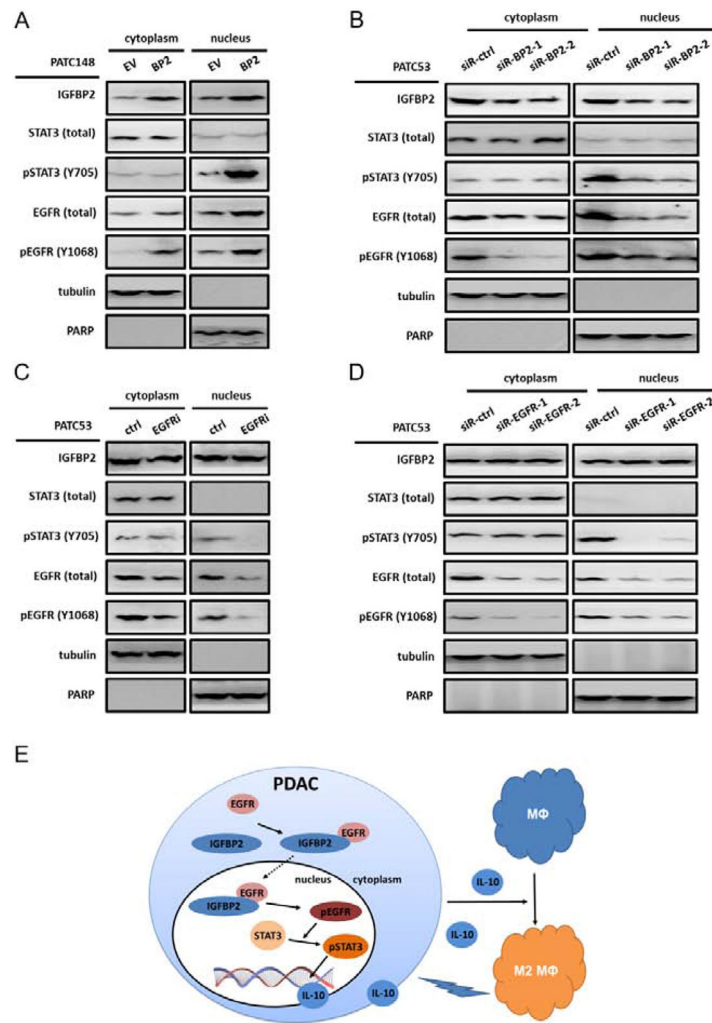 A
cytoplasm nucleus
PATC148 EV BP2 EV BP2
IGFBP2
STAT3 (total)
pSTAT3 (Y705)
EGFR (total)
pEGFR (Y1068)
tubulin
PARP
B
cytoplasm nucleus
PATC53 siR-ctrl siR-BP2-1 siR-BP2-2 siR-ctrl siR-BP2-1 siR-BP2-2
IGFBP2
STAT3 (total)
pSTAT3 (Y705)
EGFR (total)
pEGFR (Y1068)
tubulin
PARP
C
cytoplasm nucleus
PATC53 ctrl EGFRi ctrl EGFRi
IGFBP2
STAT3 (total)
pSTAT3 (Y705)
EGFR (total)
pEGFR (Y1068)
tubulin
PARP
D
cytoplasm nucleus
PATC53 siR-ctrl siR-EGFR-1 siR-EGFR-2 siR-ctrl siR-EGFR-1 siR-EGFR-2
IGFBP2
STAT3 (total)
pSTAT3 (Y705)
EGFR (total)
pEGFR (Y1068)
tubulin
PARP
E
PDAC
EGFR
IGFBP2
IGFBP2 EGFR
nucleus cytoplasm
EGFR
IGFBP2
pEGFR
STAT3
pSTAT3
IL-10
IL-10
MΦ
IL-10
IL-10
M2 MΦ